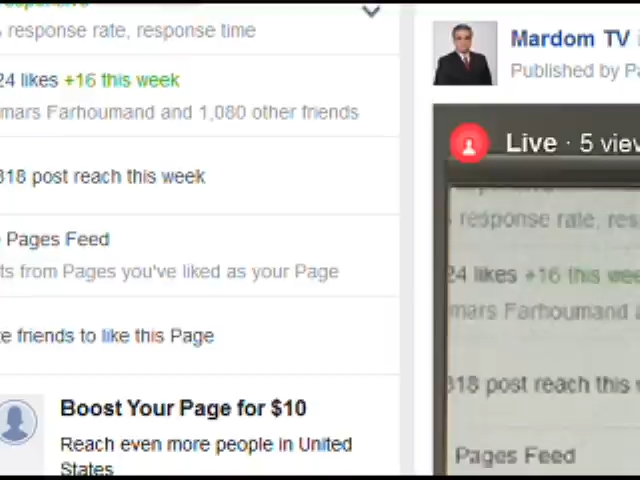 response rate, response time
24 likes +16 this week
mars Farhoumand and 1,080 other friends
318 post reach this week
Pages Feed
ts from Pages you've liked as your Page
e friends to like this Page
Boost Your Page for $10
Reach even more people in United
States
Mardom TV
Published by Pa
Live · 5 view
response rate, res
24 likes +16 this wee
mars Farhoumand a
318 post reach this
Pages Feed